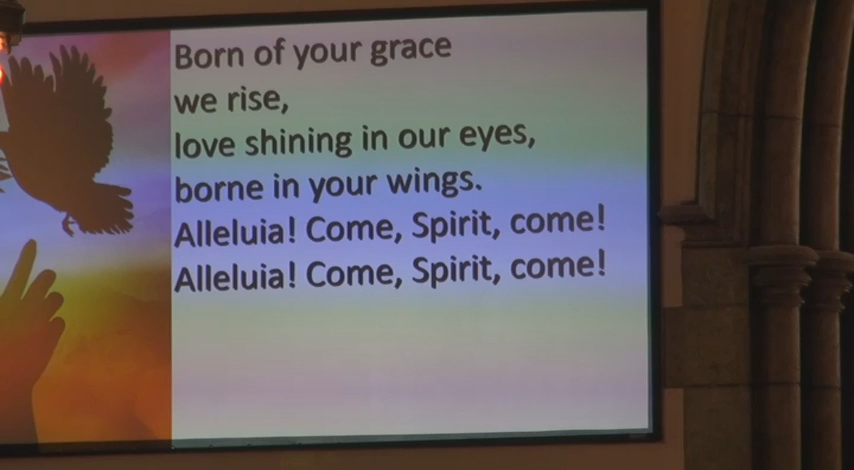 Born of your grace
we rise,
love shining in our eyes,
borne in your wings.
Alleluia! Come, Spirit, come!
Alleluia! Come, Spirit, come!